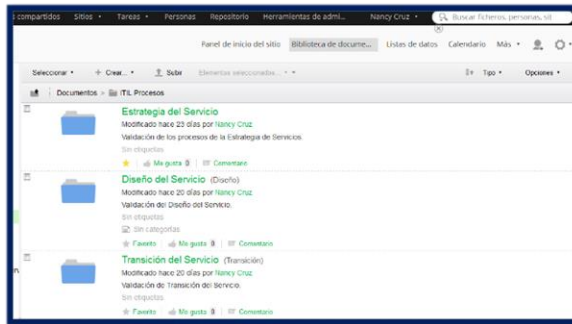 compartidos Sitios Tareas Personas Repositorio Herramientas de admi... Nancy Cruz Buscar ficheros, personas, sit
Panel de inicio del sitio Biblioteca de docume... Listas de datos Calendario Más
Seleccionar + Crear... Subir Elementos seleccionados... Tipo Opciones
Documentos > ITIL Procesos
Estrategia del Servicio
Modificado hace 23 días por Nancy Cruz
Validación de los procesos de la Estrategia de Servicios.
Sin etiquetas
Me gusta 0 Comentario
Diseño del Servicio (Diseño)
Modificado hace 20 días por Nancy Cruz
Validación del Diseño del Servicio.
Sin etiquetas
Sin categorías
Favorito Me gusta 0 Comentario
Transición del Servicio (Transición)
Modificado hace 20 días por Nancy Cruz
Validación de Transición del Servicio.
Sin etiquetas
Favorito Me gusta 0 Comentario